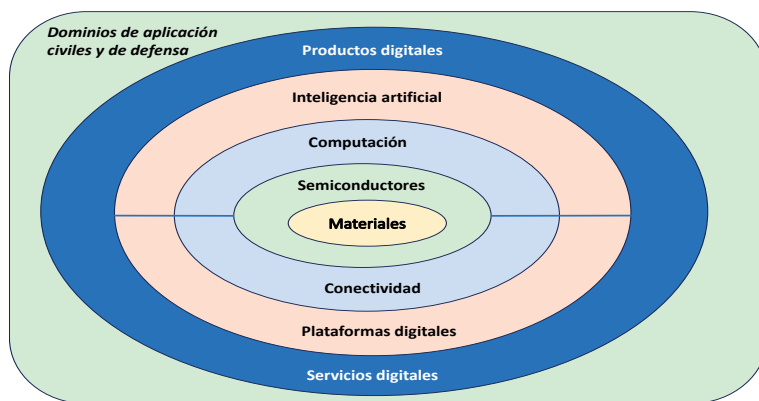 Dominios de aplicación
civiles y de defensa
Productos digitales
Inteligencia artificial
Computación
Semiconductores
Materiales
Conectividad
Plataformas digitales
Servicios digitales